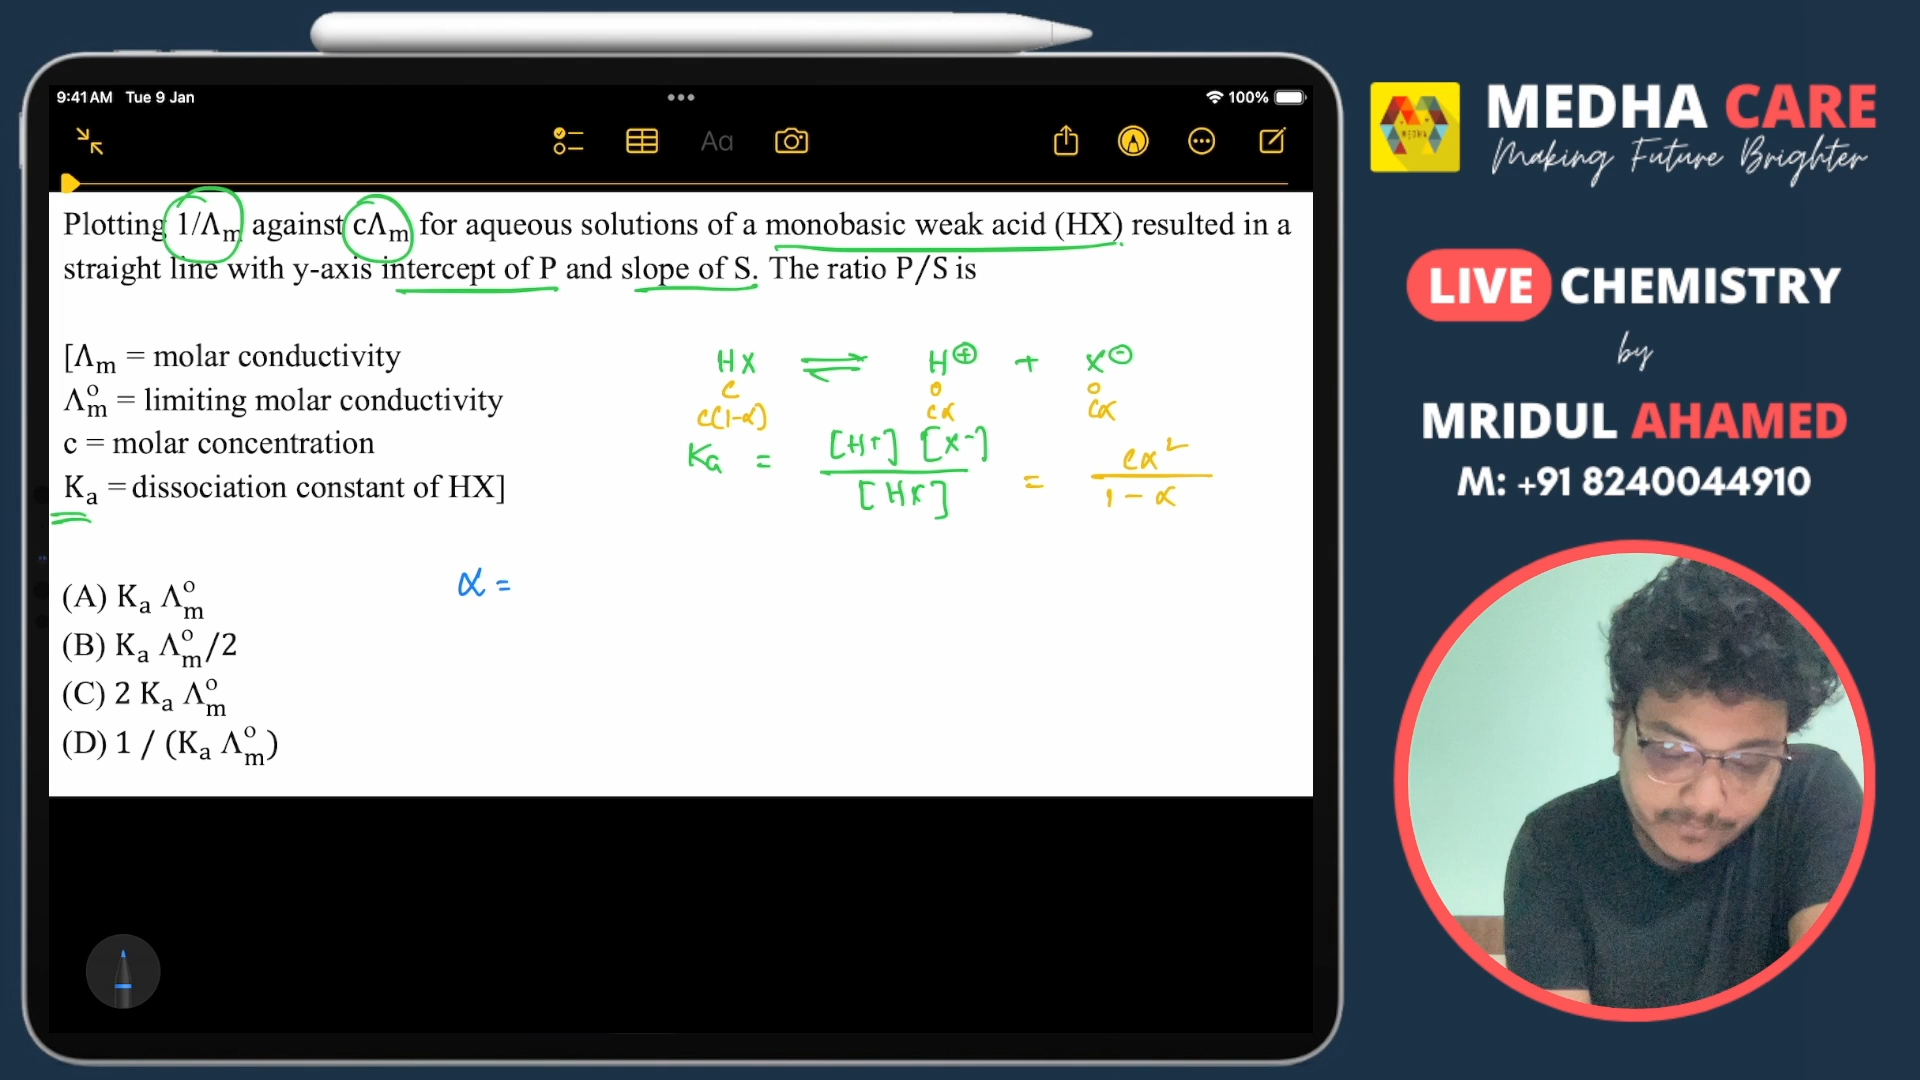 9:41 AM Tue 9 Jan
100%
Aa
Plotting 1/Λm against cΛm for aqueous solutions of a monobasic weak acid (HX) resulted in a
straight line with y-axis intercept of P and slope of S. The ratio P/S is
[Λm = molar conductivity
Λ°m = limiting molar conductivity
c = molar concentration
Ka = dissociation constant of HX]
(A) Ka Λ°m
(B) Ka Λ°m /2
(C) 2 Ka Λ°m
(D) 1 / (Ka Λ°m)
HX ⇌ H⊕ + X⊖
c 0 0
c(1-α) cα cα
Ka = [H+] [X-] / [HX] = cα² / 1 - α
α =
MEDHA CARE
Making Future Brighter
MEDHA
LIVE CHEMISTRY
by
MRIDUL AHAMED
M: +91 8240044910